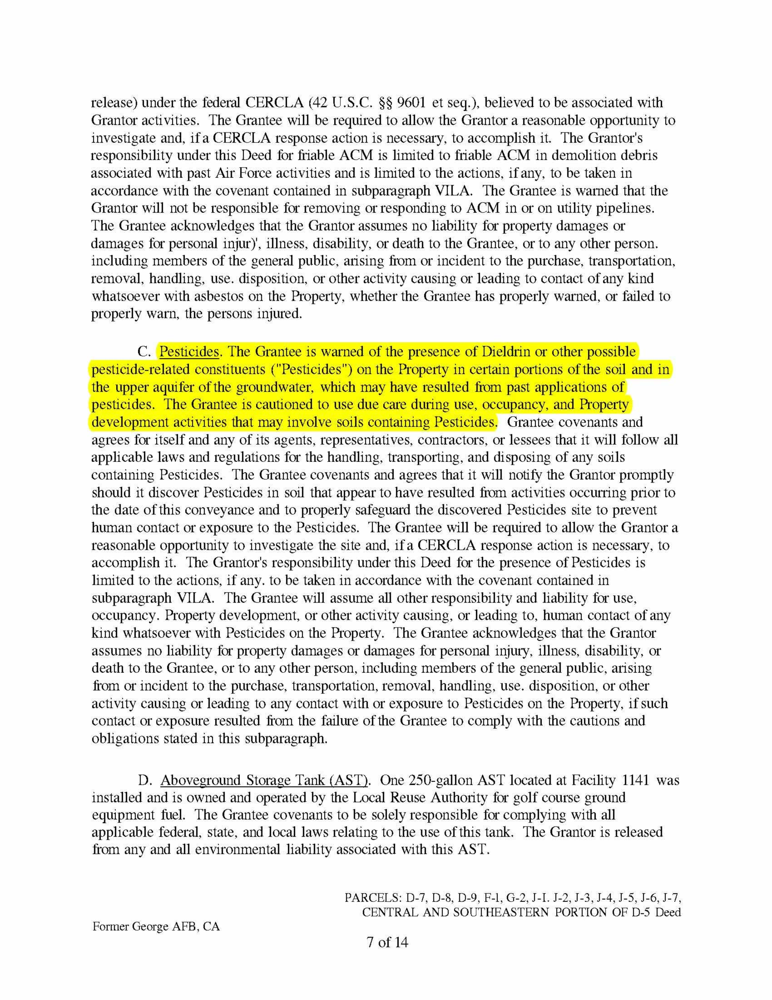 release) under the federal CERCLA (42 U.S.C. §§ 9601 et seq.), believed to be associated with
Grantor activities. The Grantee will be required to allow the Grantor a reasonable opportunity to
investigate and, if a CERCLA response action is necessary, to accomplish it. The Grantor's
responsibility under this Deed for friable ACM is limited to friable ACM in demolition debris
associated with past Air Force activities and is limited to the actions, if any, to be taken in
accordance with the covenant contained in subparagraph VILA. The Grantee is warned that the
Grantor will not be responsible for removing or responding to ACM in or on utility pipelines.
The Grantee acknowledges that the Grantor assumes no liability for property damages or
damages for personal injur)', illness, disability, or death to the Grantee, or to any other person.
including members of the general public, arising from or incident to the purchase, transportation,
removal, handling, use. disposition, or other activity causing or leading to contact of any kind
whatsoever with asbestos on the Property, whether the Grantee has properly warned, or failed to
properly warn, the persons injured.
C. Pesticides. The Grantee is warned of the presence of Dieldrin or other possible
pesticide-related constituents ("Pesticides") on the Property in certain portions of the soil and in
the upper aquifer of the groundwater, which may have resulted from past applications of
pesticides. The Grantee is cautioned to use due care during use, occupancy, and Property
development activities that may involve soils containing Pesticides. Grantee covenants and
agrees for itself and any of its agents, representatives, contractors, or lessees that it will follow all
applicable laws and regulations for the handling, transporting, and disposing of any soils
containing Pesticides. The Grantee covenants and agrees that it will notify the Grantor promptly
should it discover Pesticides in soil that appear to have resulted from activities occurring prior to
the date of this conveyance and to properly safeguard the discovered Pesticides site to prevent
human contact or exposure to the Pesticides. The Grantee will be required to allow the Grantor a
reasonable opportunity to investigate the site and, if a CERCLA response action is necessary, to
accomplish it. The Grantor's responsibility under this Deed for the presence of Pesticides is
limited to the actions, if any. to be taken in accordance with the covenant contained in
subparagraph VILA. The Grantee will assume all other responsibility and liability for use,
occupancy. Property development, or other activity causing, or leading to, human contact of any
kind whatsoever with Pesticides on the Property. The Grantee acknowledges that the Grantor
assumes no liability for property damages or damages for personal injury, illness, disability, or
death to the Grantee, or to any other person, including members of the general public, arising
from or incident to the purchase, transportation, removal, handling, use. disposition, or other
activity causing or leading to any contact with or exposure to Pesticides on the Property, if such
contact or exposure resulted from the failure of the Grantee to comply with the cautions and
obligations stated in this subparagraph.
D. Aboveground Storage Tank (AST). One 250-gallon AST located at Facility 1141 was
installed and is owned and operated by the Local Reuse Authority for golf course ground
equipment fuel. The Grantee covenants to be solely responsible for complying with all
applicable federal, state, and local laws relating to the use of this tank. The Grantor is released
from any and all environmental liability associated with this AST.
PARCELS: D-7, D-8, D-9, F-1, G-2, J-I. J-2, J-3, J-4, J-5, J-6, J-7,
CENTRAL AND SOUTHEASTERN PORTION OF D-5 Deed
Former George AFB, CA
7 of 14